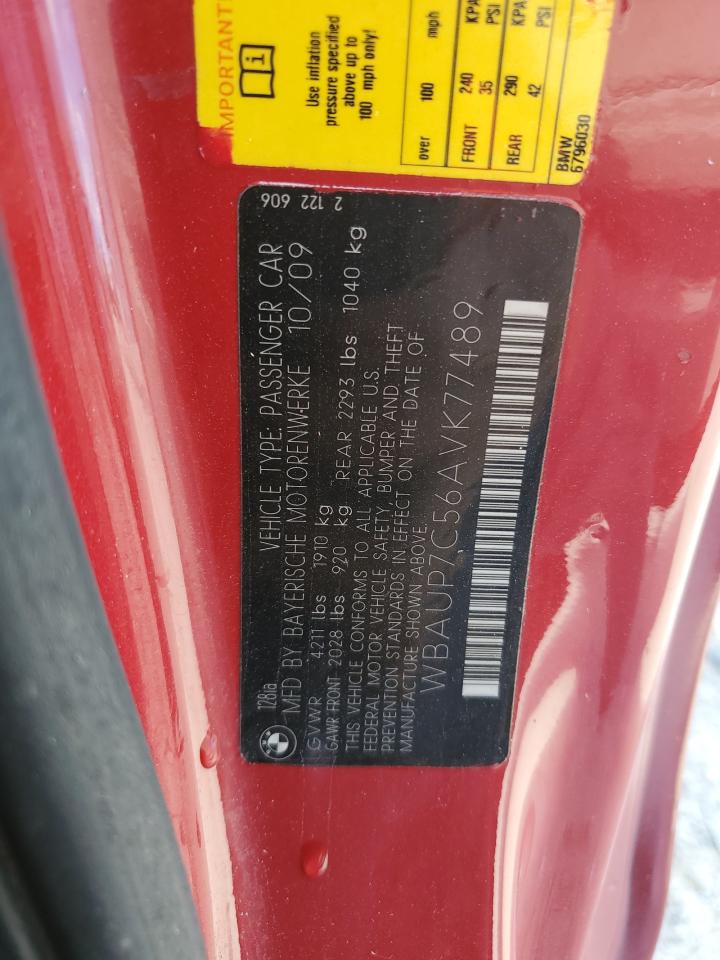 IMPORTANT
Use inflation
pressure specified
above up to
100 mph only!
over 100 mph
KPA PSI
FRONT 240 35
KPA PSI
REAR 290 42
BMW
6796030
2 122 606
128ia
VEHICLE TYPE: PASSENGER CAR
MFD BY BAYERISCHE MOTORENWERKE 10/09
GVWR 4211 lbs 1910 kg
GAWR FRONT 2028 lbs 920 kg REAR 2293 lbs 1040 kg
THIS VEHICLE CONFORMS TO ALL APPLICABLE U.S.
FEDERAL MOTOR VEHICLE SAFETY, BUMPER AND THEFT
PREVENTION STANDARDS IN EFFECT ON THE DATE OF
MANUFACTURE SHOWN ABOVE.
WBAUP7C56AVK77489